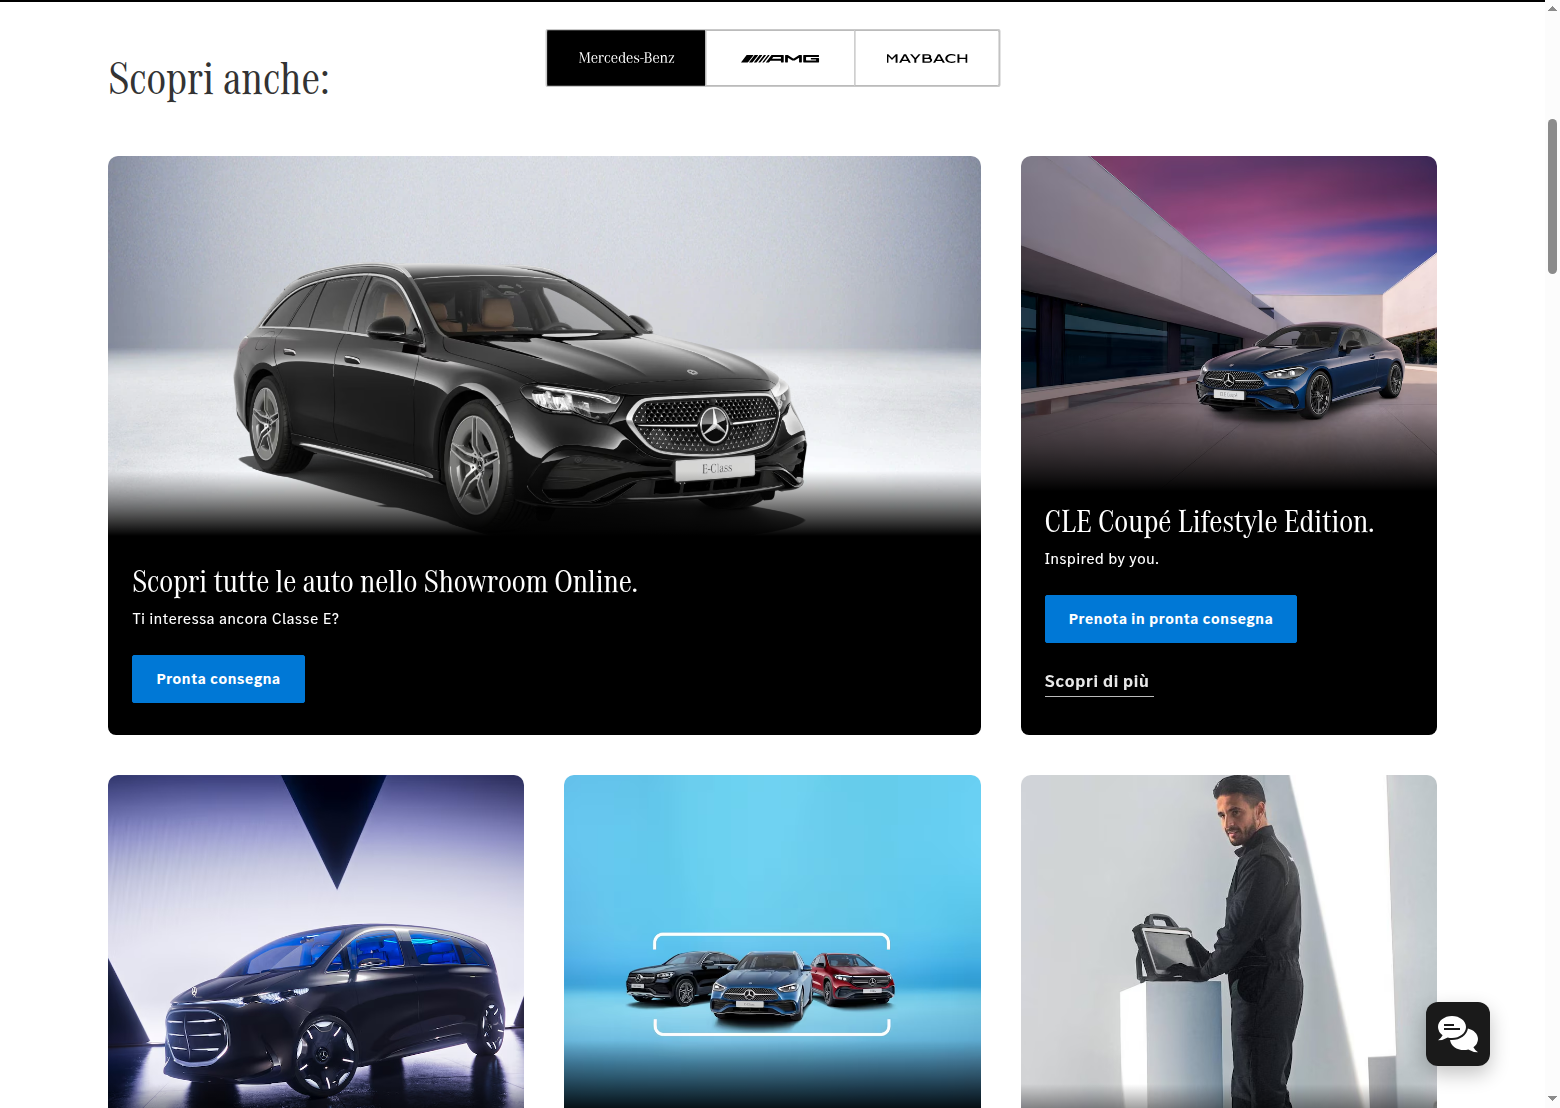 Scopri anche:
Mercedes-Benz
AMG
MAYBACH
E-Class
Scopri tutte le auto nello Showroom Online.
Ti interessa ancora Classe E?
Pronta consegna
CLE Coupé Lifestyle Edition.
Inspired by you.
Prenota in pronta consegna
Scopri di più